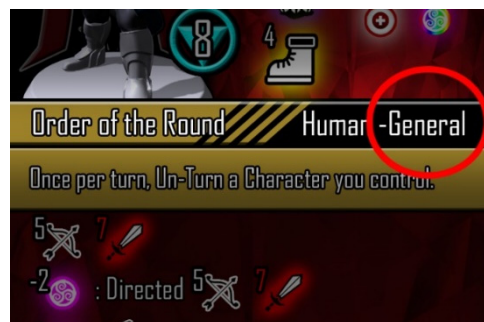 8
4
Order of the Round Human -General
Once per turn, Un-Turn a Character you control.
5 7
-2 : Directed 5 7